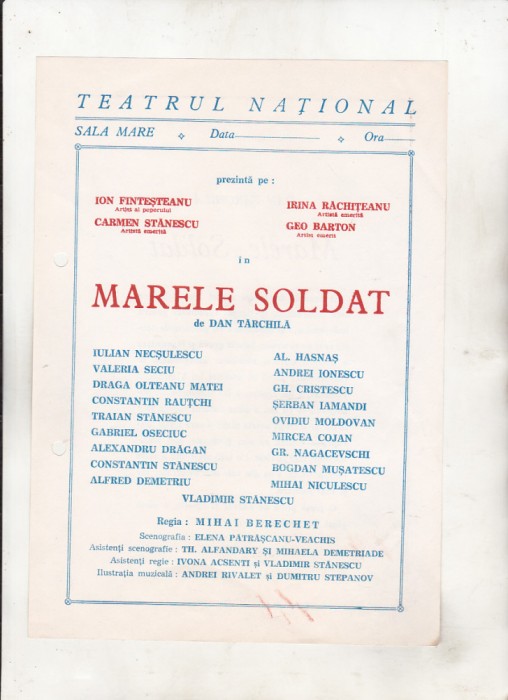 TEATRUL NAȚIONAL
SALA MARE Data Ora
prezintă pe :
ION FINTEȘTEANU
Artist al poporului
CARMEN STĂNESCU
Artistă emerită
IRINA RĂCHIȚEANU
Artistă emerită
GEO BARTON
Artist emerit
în
MARELE SOLDAT
de DAN TĂRCHILĂ
IULIAN NECȘULESCU
VALERIA SECIU
DRAGA OLTEANU MATEI
CONSTANTIN RAUȚCHI
TRAIAN STĂNESCU
GABRIEL OSECIUC
ALEXANDRU DRĂGAN
CONSTANTIN STĂNESCU
ALFRED DEMETRIU
AL. HASNAȘ
ANDREI IONESCU
GH. CRISTESCU
ȘERBAN IAMANDI
OVIDIU MOLDOVAN
MIRCEA COJAN
GR. NAGACEVSCHI
BOGDAN MUȘATESCU
MIHAI NICULESCU
VLADIMIR STĂNESCU
Regia : MIHAI BERECHET
Scenografia : ELENA PĂTRĂȘCANU-VEACHIS
Asistenți scenografie : TH. ALFANDARY ȘI MIHAELA DEMETRIADE
Asistenți regie : IVONA ACSENTI și VLADIMIR STĂNESCU
Ilustrația muzicală : ANDREI RIVALET și DUMITRU STEPANOV